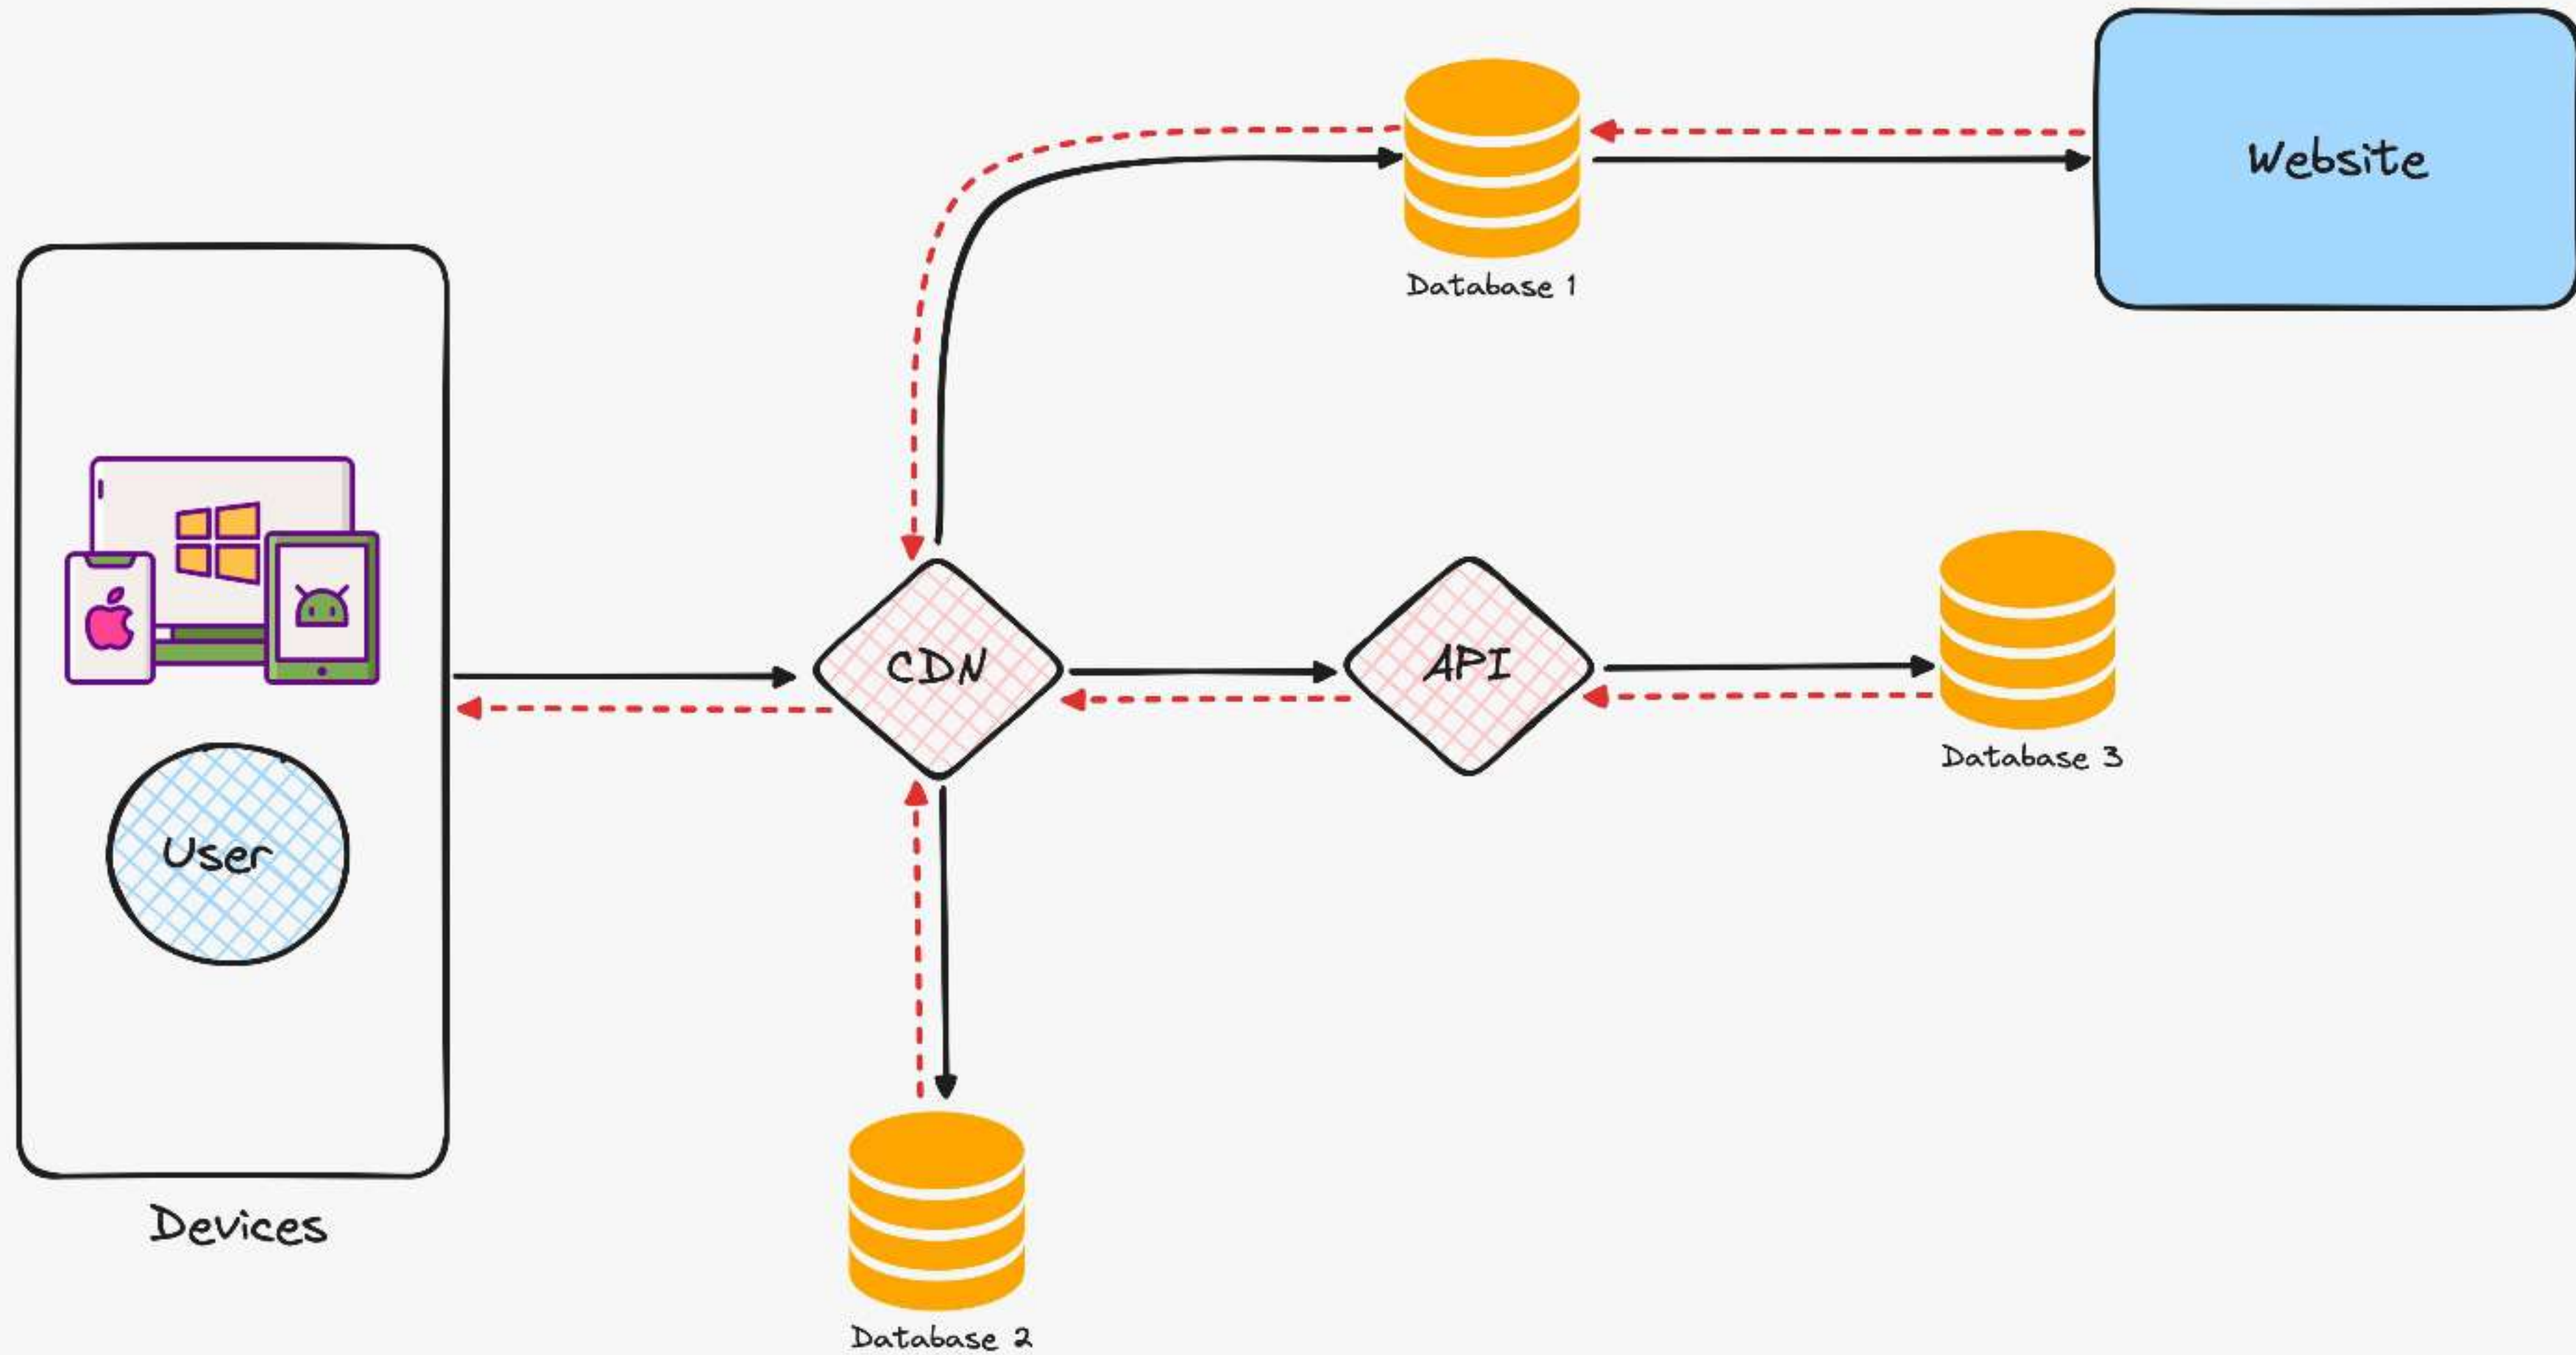 Website
Database 1
CDN
API
Database 3
User
Devices
Database 2